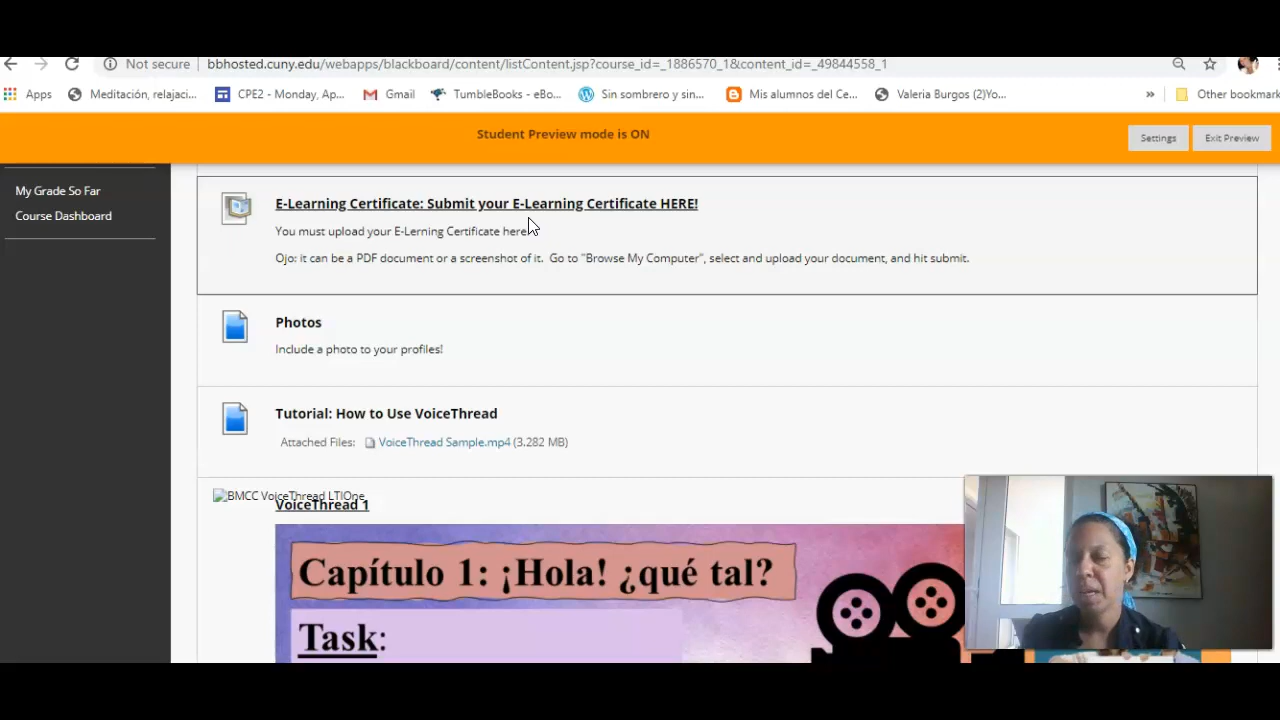 Not secure bbhosted.cuny.edu/webapps/blackboard/content/listContent.jsp?course_id=_1886570_1&content_id=_49844558_1
Apps Meditación, relajaci... CPE2 - Monday, Ap... Gmail TumbleBooks - eBo... Sin sombrero y sin... Mis alumnos del Ce... Valeria Burgos (2)Yo... » Other bookmark
Student Preview mode is ON
Settings Exit Preview
My Grade So Far
Course Dashboard
E-Learning Certificate: Submit your E-Learning Certificate HERE!
You must upload your E-Lerning Certificate here
Ojo: it can be a PDF document or a screenshot of it. Go to "Browse My Computer", select and upload your document, and hit submit.
Photos
Include a photo to your profiles!
Tutorial: How to Use VoiceThread
Attached Files: VoiceThread Sample.mp4 (3.282 MB)
BMCC VoiceThread LTIOne
VoiceThread 1
Capítulo 1: ¡Hola! ¿qué tal?
Task: